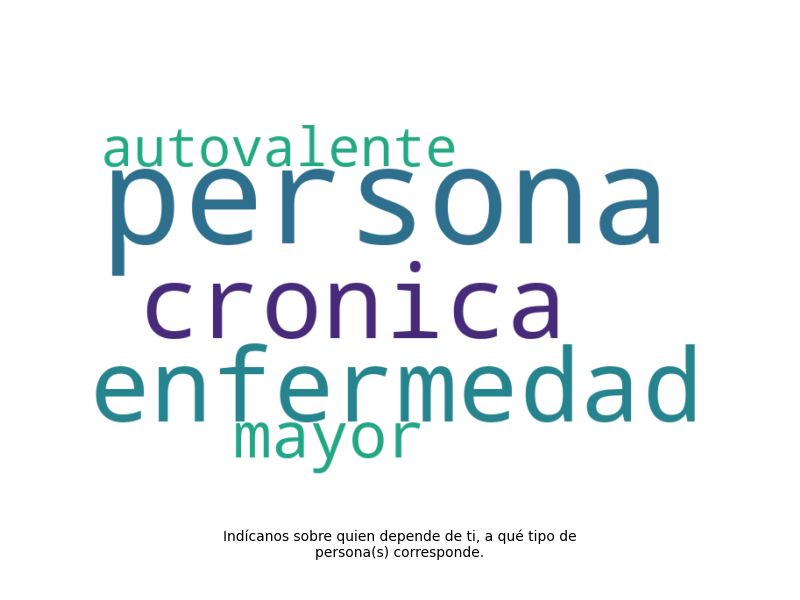 autovalente
persona
cronica
enfermedad
mayor
Indícanos sobre quien depende de ti, a qué tipo de
persona(s) corresponde.